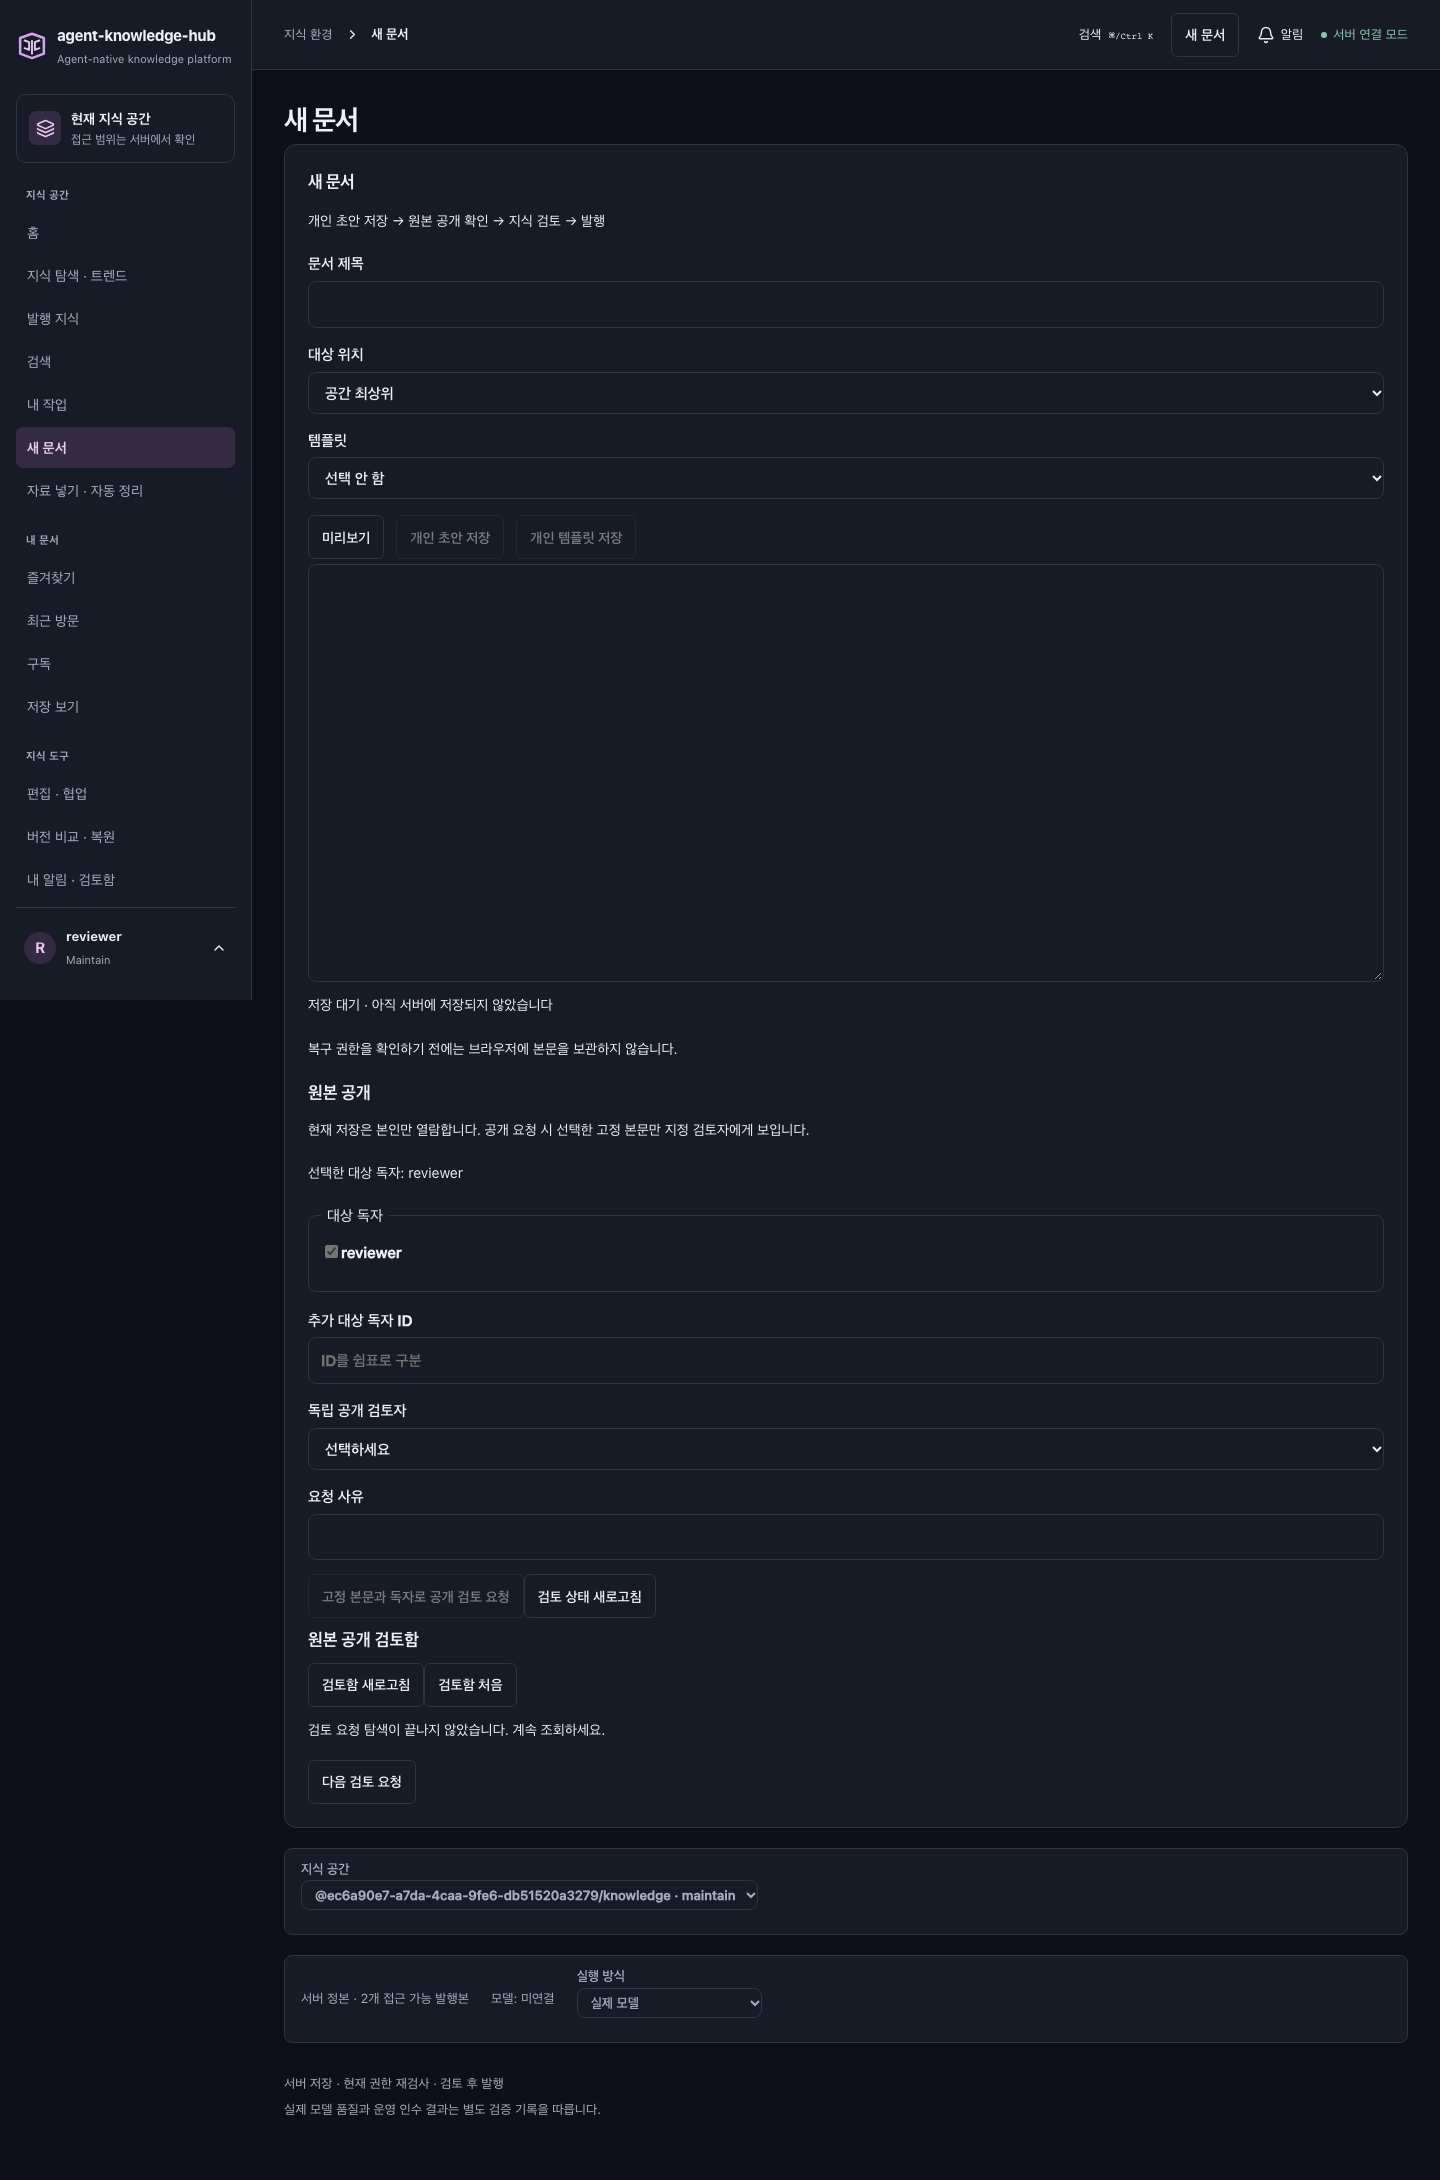 agent-knowledge-hub
Agent-native knowledge platform
현재 지식 공간
접근 범위는 서버에서 확인
지식 공간
홈
지식 탐색 · 트렌드
발행 지식
검색
내 작업
새 문서
자료 넣기 · 자동 정리
내 문서
즐겨찾기
최근 방문
구독
저장 보기
지식 도구
편집 · 협업
버전 비교 · 복원
내 알림 · 검토함
R
reviewer
Maintain
지식 환경
새 문서
검색 ⌘/Ctrl K
새 문서
알림
서버 연결 모드
새 문서
새 문서
개인 초안 저장 → 원본 공개 확인 → 지식 검토 → 발행
문서 제목
대상 위치
공간 최상위
템플릿
선택 안 함
미리보기
개인 초안 저장
개인 템플릿 저장
저장 대기 · 아직 서버에 저장되지 않았습니다
복구 권한을 확인하기 전에는 브라우저에 본문을 보관하지 않습니다.
원본 공개
현재 저장은 본인만 열람합니다. 공개 요청 시 선택한 고정 본문만 지정 검토자에게 보입니다.
선택한 대상 독자: reviewer
대상 독자
reviewer
추가 대상 독자 ID
ID를 쉼표로 구분
독립 공개 검토자
선택하세요
요청 사유
고정 본문과 독자로 공개 검토 요청
검토 상태 새로고침
원본 공개 검토함
검토함 새로고침
검토함 처음
검토 요청 탐색이 끝나지 않았습니다. 계속 조회하세요.
다음 검토 요청
지식 공간
@ec6a90e7-a7da-4caa-9fe6-db51520a3279/knowledge · maintain
서버 정본 · 2개 접근 가능 발행본
모델: 미연결
실행 방식
실제 모델
서버 저장 · 현재 권한 재검사 · 검토 후 발행
실제 모델 품질과 운영 인수 결과는 별도 검증 기록을 따릅니다.